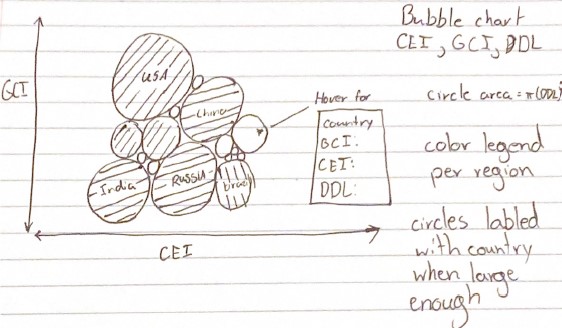 Bubble chart
CEI, GCI, DDL
GCI
USA
China
Hover for
circle area = π(DDL)²
Country
GCI:
CEI:
DDL:
color legend
per region
India
Russia
Brazil
circles labled
with country
when large
enough
CEI